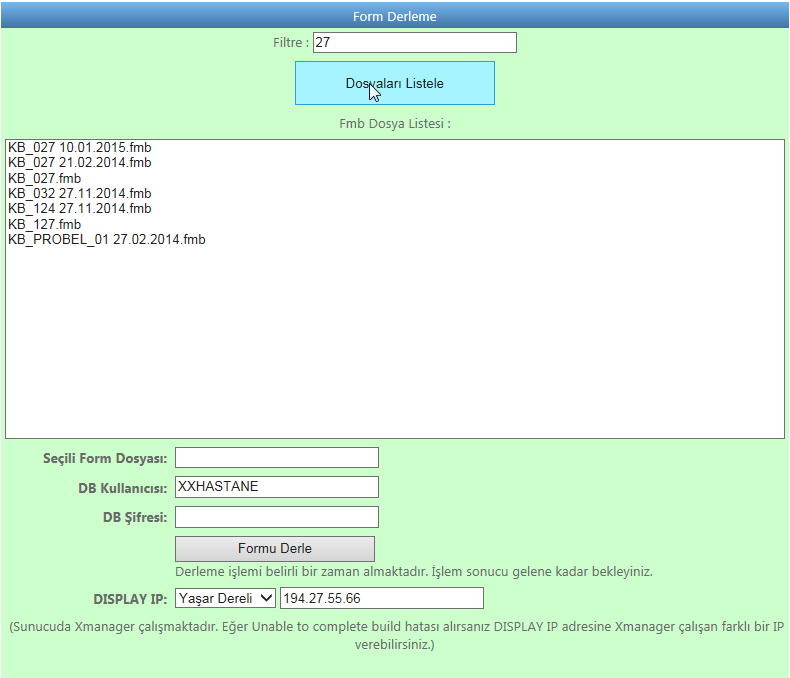 Form Derleme
Filtre : 27
Dosyaları Listele
Fmb Dosya Listesi :
KB_027 10.01.2015.fmb
KB_027 21.02.2014.fmb
KB_027.fmb
KB_032 27.11.2014.fmb
KB_124 27.11.2014.fmb
KB_127.fmb
KB_PROBEL_01 27.02.2014.fmb
Seçili Form Dosyası:
DB Kullanıcısı: XXHASTANE
DB Şifresi:
Formu Derle
Derleme işlemi belirli bir zaman almaktadır. İşlem sonucu gelene kadar bekleyiniz.
DISPLAY IP: Yaşar Dereli 194.27.55.66
(Sunucuda Xmanager çalışmaktadır. Eğer Unable to complete build hatası alırsanız DISPLAY IP adresine Xmanager çalışan farklı bir IP
verebilirsiniz.)